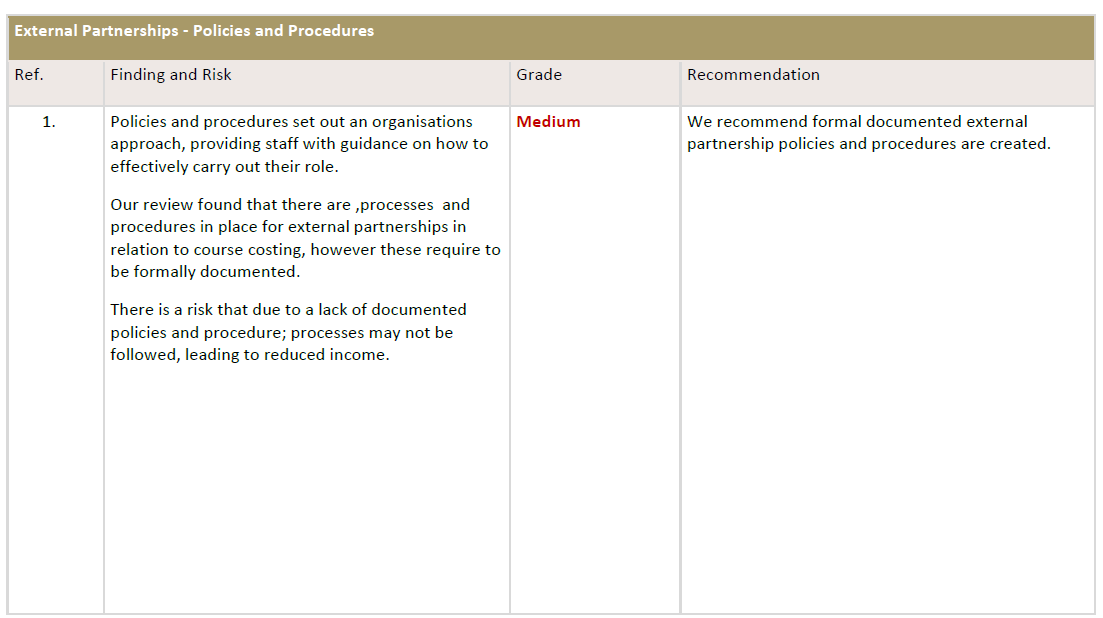 External Partnerships - Policies and Procedures
Ref.
Finding and Risk
Grade
Recommendation
1.
Policies and procedures set out an organisations
approach, providing staff with guidance on how to
effectively carry out their role.
Our review found that there are ,processes  and
procedures in place for external partnerships in
relation to course costing, however these require to
be formally documented.
There is a risk that due to a lack of documented
policies and procedure; processes may not be
followed, leading to reduced income.
Medium
We recommend formal documented external
partnership policies and procedures are created.